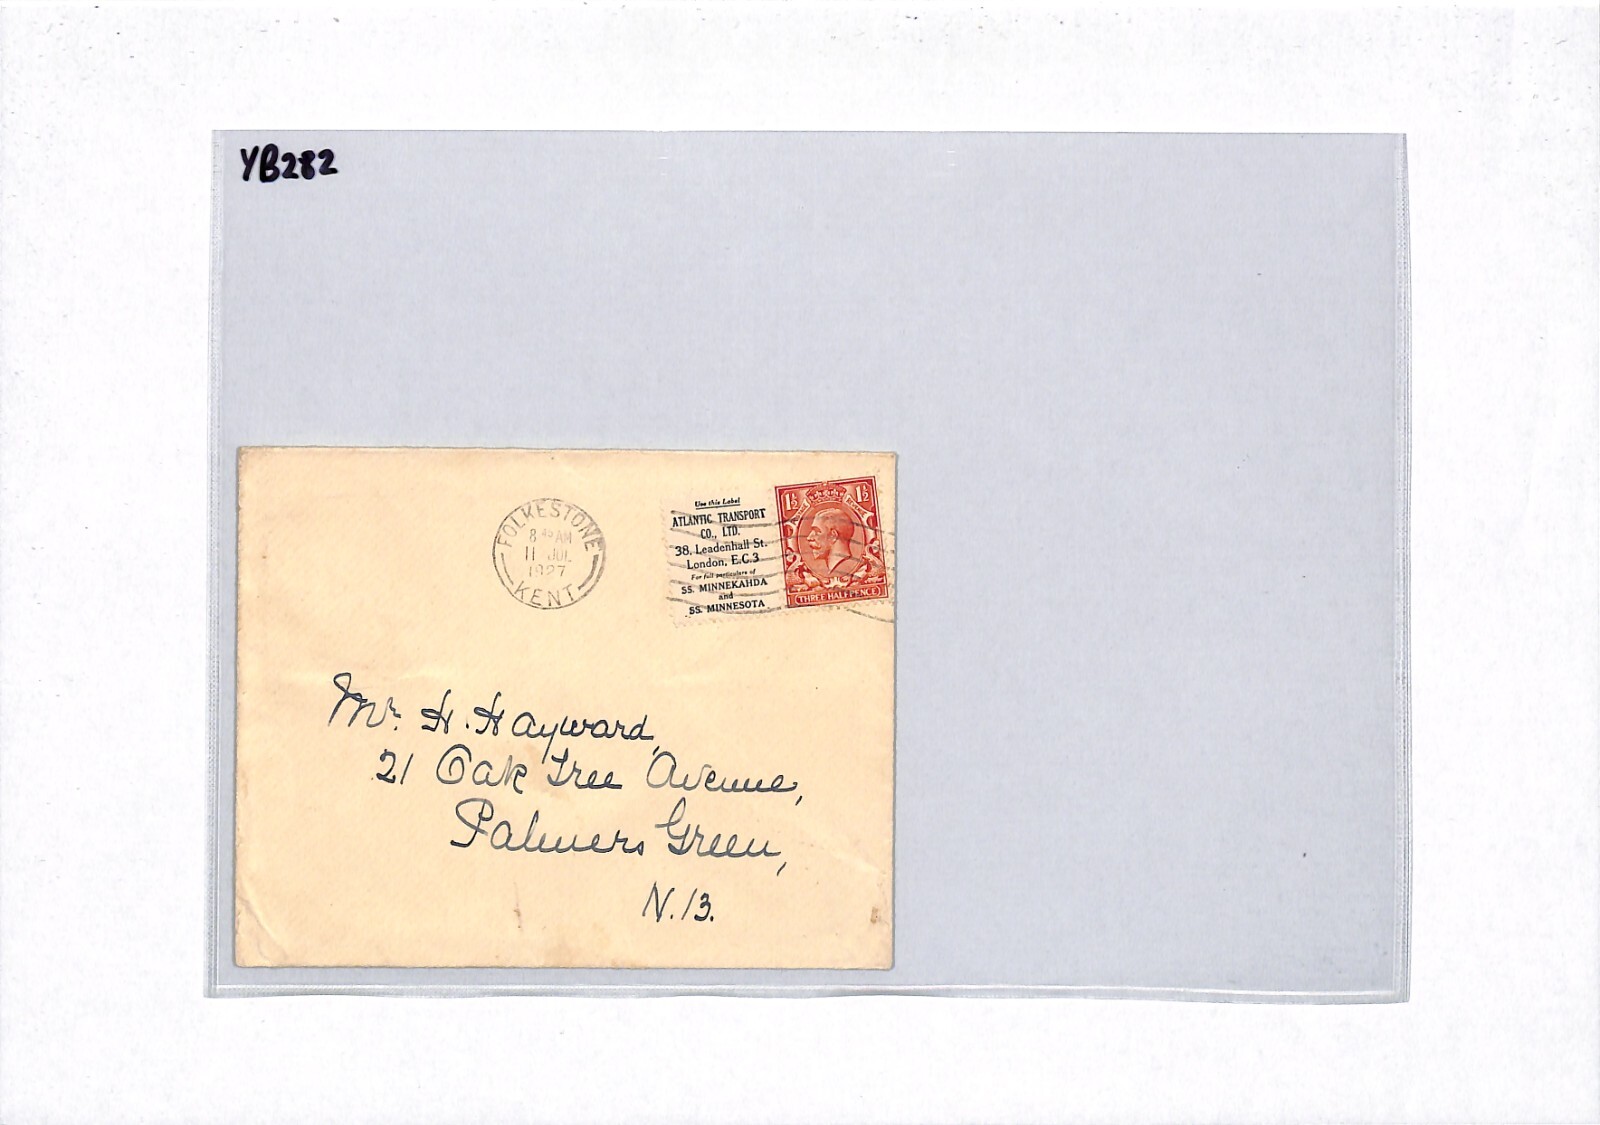 YB282
FOLKESTONE
8 45 AM
11 JUL
1927
KENT
Use this Label
ATLANTIC TRANSPORT
CO., LTD.
38, Leadenhall St.
London, E.C.3
For full particulars of
SS. MINNEKAHDA
and
SS. MINNESOTA
1½ 1½
THREE HALFPENCE
Mr. H. Hayward,
21 Oak Tree Avenue,
Palmers Green,
N.13.